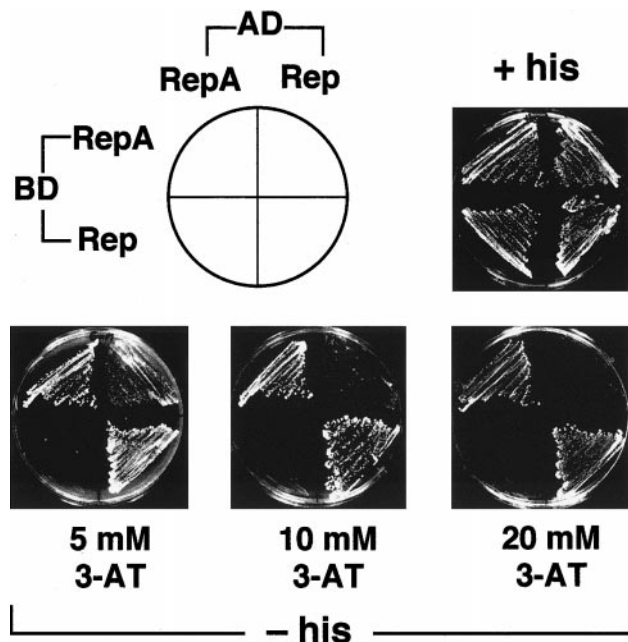 AD
RepA Rep
+ his
RepA
BD
Rep
5 mM
3-AT
10 mM
3-AT
20 mM
3-AT
– his